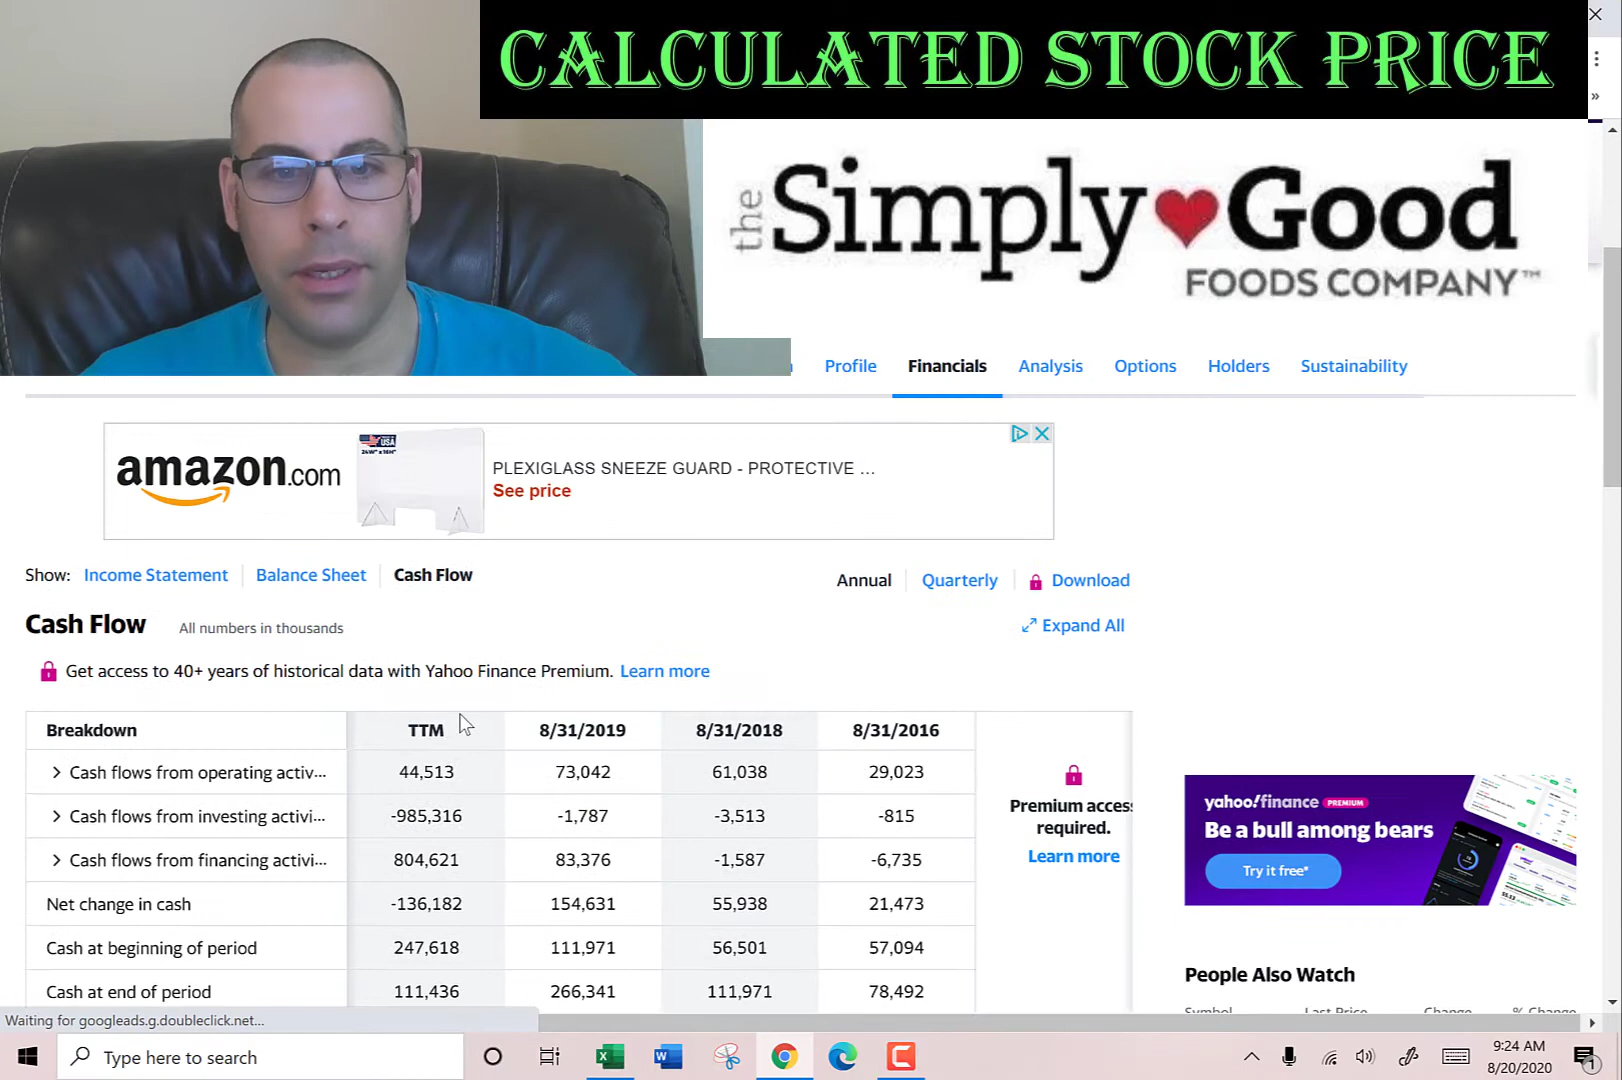 CALCULATED STOCK PRICE
the Simply Good
FOODS COMPANY™
Profile Financials Analysis Options Holders Sustainability
amazon.com
USA
24W" x 16H"
PLEXIGLASS SNEEZE GUARD - PROTECTIVE ...
See price
Show: Income Statement Balance Sheet Cash Flow
Annual Quarterly Download
Cash Flow All numbers in thousands
Expand All
Get access to 40+ years of historical data with Yahoo Finance Premium. Learn more
Breakdown TTM 8/31/2019 8/31/2018 8/31/2016
Cash flows from operating activ... 44,513 73,042 61,038 29,023
Cash flows from investing activi... -985,316 -1,787 -3,513 -815
Cash flows from financing activi... 804,621 83,376 -1,587 -6,735
Net change in cash -136,182 154,631 55,938 21,473
Cash at beginning of period 247,618 111,971 56,501 57,094
Cash at end of period 111,436 266,341 111,971 78,492
Premium access
required.
Learn more
yahoo!finance PREMIUM
Be a bull among bears
Try it free*
People Also Watch
Symbol Last Price Change % Change
Waiting for googleads.g.doubleclick.net...
Type here to search
9:24 AM
8/20/2020
1